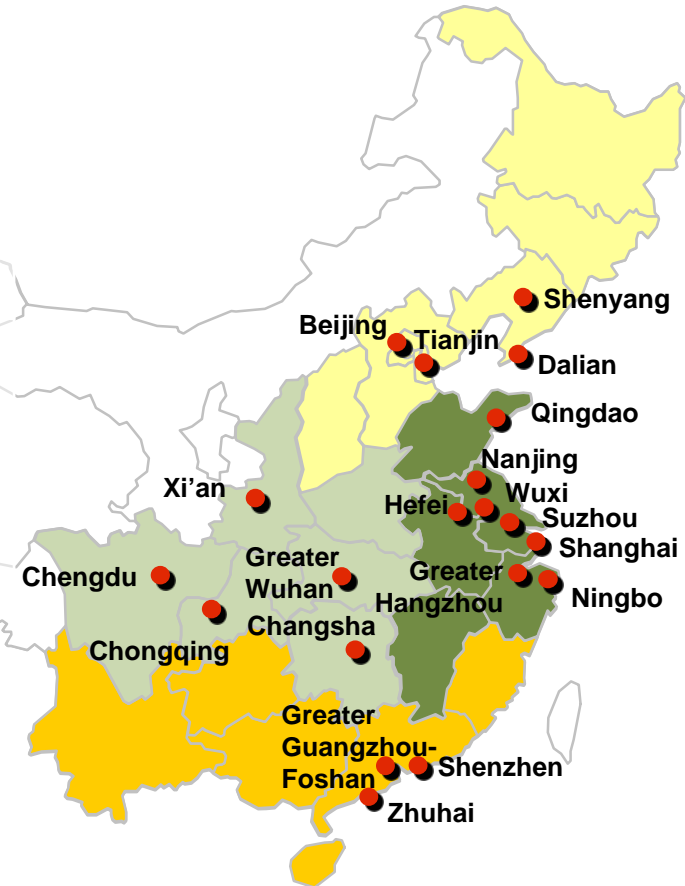 Shenyang
Beijing
Tianjin
Dalian
Qingdao
Nanjing
Xi’an
Wuxi
Hefei
Suzhou
Shanghai
Greater
Wuhan
Chengdu
Greater
Hangzhou
Ningbo
Changsha
Chongqing
Greater
Guangzhou-
Foshan
Shenzhen
Zhuhai